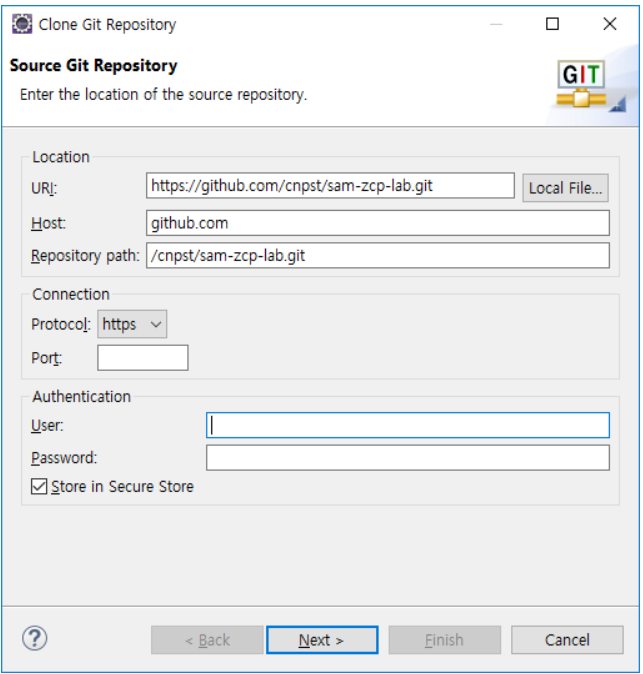 Clone Git Repository
Source Git Repository
Enter the location of the source repository.
GIT
Location
URI: https://github.com/cnpst/sam-zcp-lab.git Local File...
Host: github.com
Repository path: /cnpst/sam-zcp-lab.git
Connection
Protocol: https
Port:
Authentication
User:
Password:
Store in Secure Store
? < Back Next > Finish Cancel